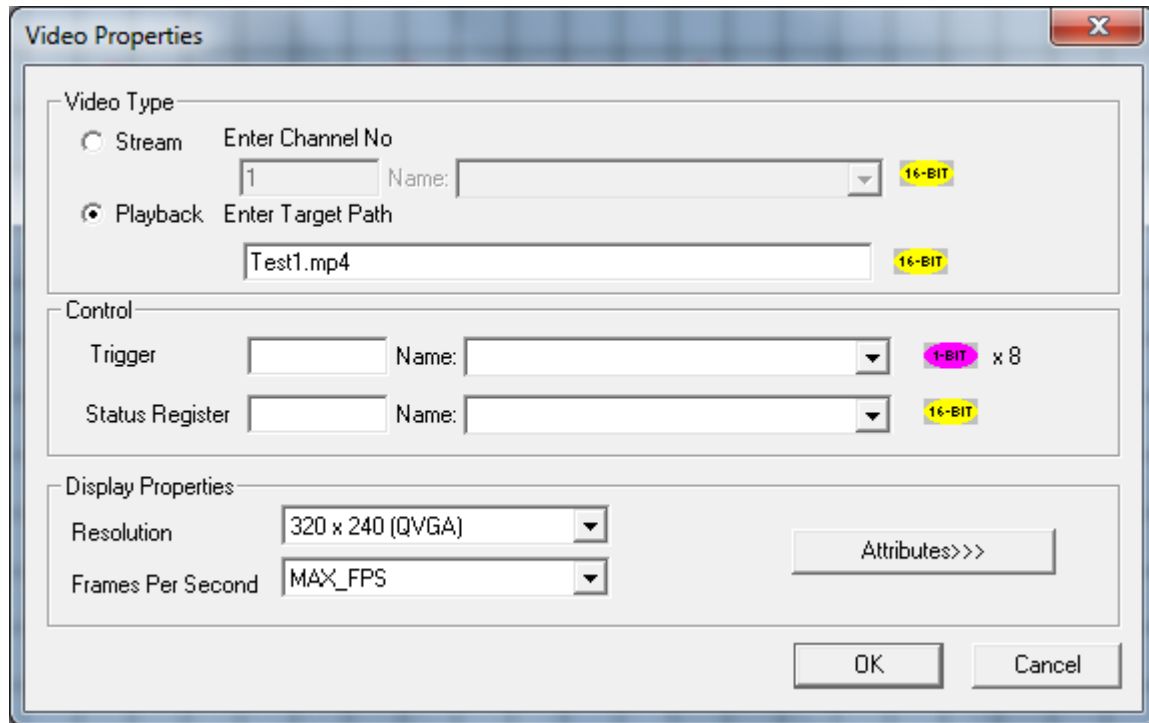 Video Properties
Video Type
Stream Enter Channel No
1 Name: 16-BIT
Playback Enter Target Path
Test1.mp4 16-BIT
Control
Trigger Name: 1-BIT x 8
Status Register Name: 16-BIT
Display Properties
Resolution 320 x 240 (QVGA)
Attributes>>>
Frames Per Second MAX_FPS
OK Cancel